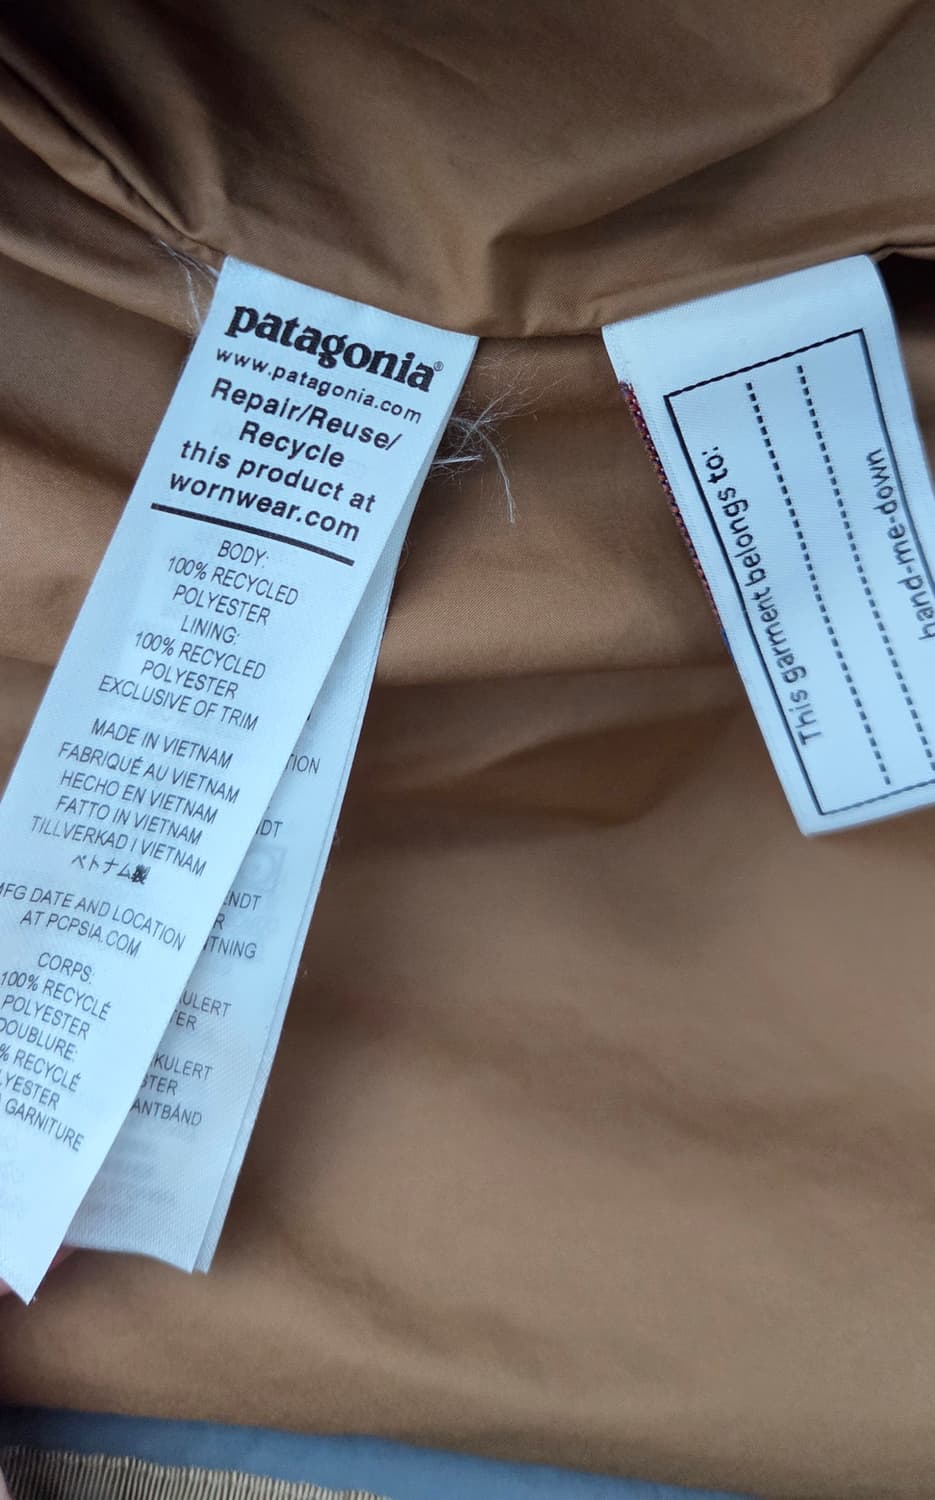 patagonia®
www.patagonia.com
Repair/Reuse/
Recycle
this product at
wornwear.com
BODY:
100% RECYCLED
POLYESTER
LINING:
100% RECYCLED
POLYESTER
EXCLUSIVE OF TRIM
MADE IN VIETNAM
FABRIQUÉ AU VIETNAM
HECHO EN VIETNAM
FATTO IN VIETNAM
TILLVERKAD I VIETNAM
ベトナム製
MFG DATE AND LOCATION
AT PCPSIA.COM
CORPS:
100% RECYCLÉ
POLYESTER
DOUBLURE:
% RECYCLÉ
LYESTER
GARNITURE
This garment belongs to:
hand-me-down